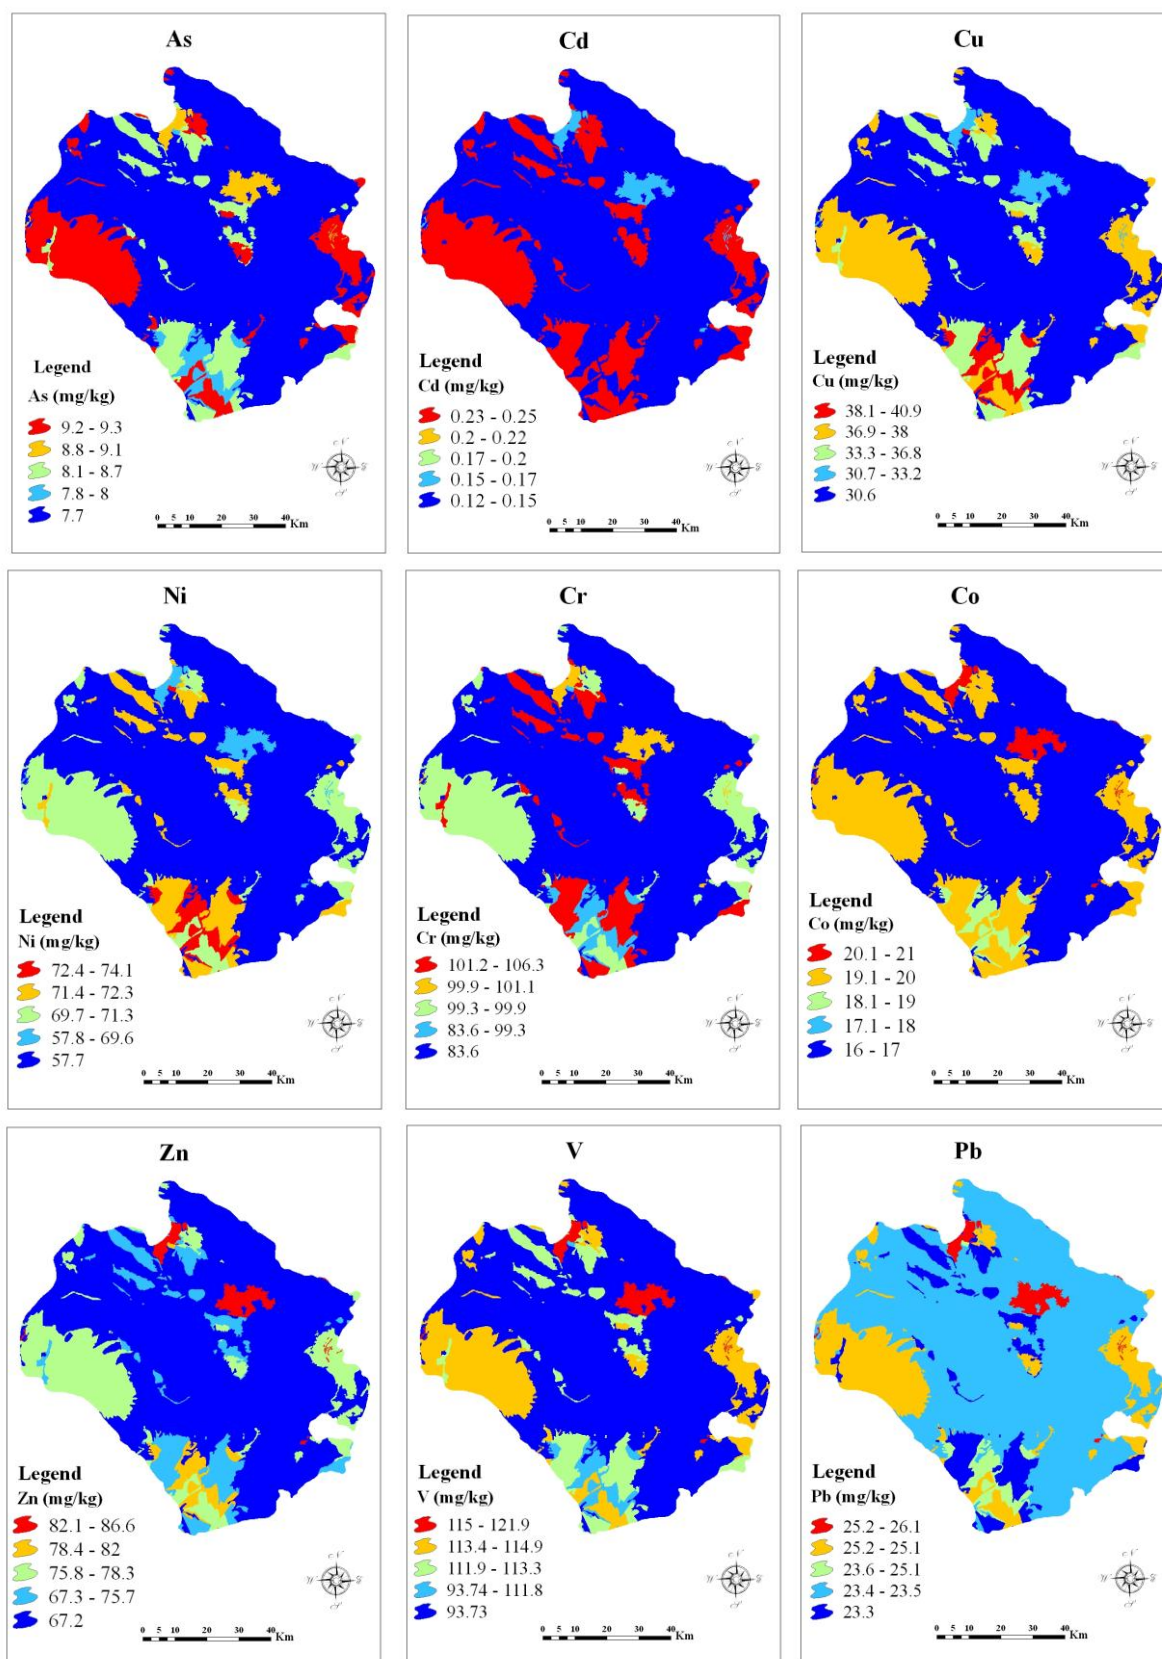 As
Legend
As (mg/kg)
9.2 - 9.3
8.8 - 9.1
8.1 - 8.7
7.8 - 8
7.7
N
W
E
S
0 5 10 20 30 40
Km
Cd
Legend
Cd (mg/kg)
0.23 - 0.25
0.2 - 0.22
0.17 - 0.2
0.15 - 0.17
0.12 - 0.15
N
W
E
S
0 5 10 20 30 40
Km
Cu
Legend
Cu (mg/kg)
38.1 - 40.9
36.9 - 38
33.3 - 36.8
30.7 - 33.2
30.6
N
W
E
S
0 5 10 20 30 40
Km
Ni
Legend
Ni (mg/kg)
72.4 - 74.1
71.4 - 72.3
69.7 - 71.3
57.8 - 69.6
57.7
N
W
E
S
0 5 10 20 30 40
Km
Cr
Legend
Cr (mg/kg)
101.2 - 106.3
99.9 - 101.1
99.3 - 99.9
83.6 - 99.3
83.6
N
W
E
S
0 5 10 20 30 40
Km
Co
Legend
Co (mg/kg)
20.1 - 21
19.1 - 20
18.1 - 19
17.1 - 18
16 - 17
N
W
E
S
0 5 10 20 30 40
Km
Zn
Legend
Zn (mg/kg)
82.1 - 86.6
78.4 - 82
75.8 - 78.3
67.3 - 75.7
67.2
N
W
E
S
0 5 10 20 30 40
Km
V
Legend
V (mg/kg)
115 - 121.9
113.4 - 114.9
111.9 - 113.3
93.74 - 111.8
93.73
N
W
E
S
0 5 10 20 30 40
Km
Pb
Legend
Pb (mg/kg)
25.2 - 26.1
25.2 - 25.1
23.6 - 25.1
23.4 - 23.5
23.3
N
W
E
S
0 5 10 20 30 40
Km